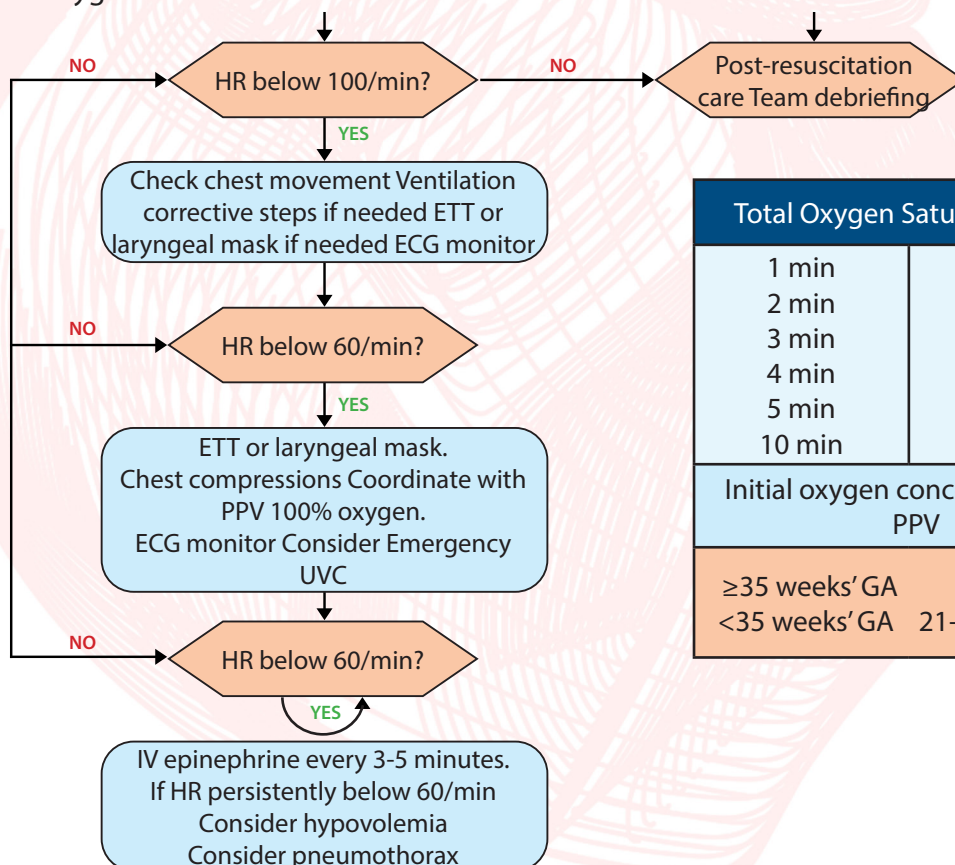 NO
HR below 100/min?
NO
Post-resuscitation
care Team debriefing
YES
Check chest movement Ventilation
corrective steps if needed ETT or
laryngeal mask if needed ECG monitor
NO
HR below 60/min?
YES
ETT or laryngeal mask.
Chest compressions Coordinate with
PPV 100% oxygen.
ECG monitor Consider Emergency
UVC
NO
HR below 60/min?
YES
IV epinephrine every 3-5 minutes.
If HR persistently below 60/min
Consider hypovolemia
Consider pneumothorax
Total Oxygen Satu
1 min
2 min
3 min
4 min
5 min
10 min
Initial oxygen conc
PPV
≥35 weeks’ GA
<35 weeks’ GA 21-